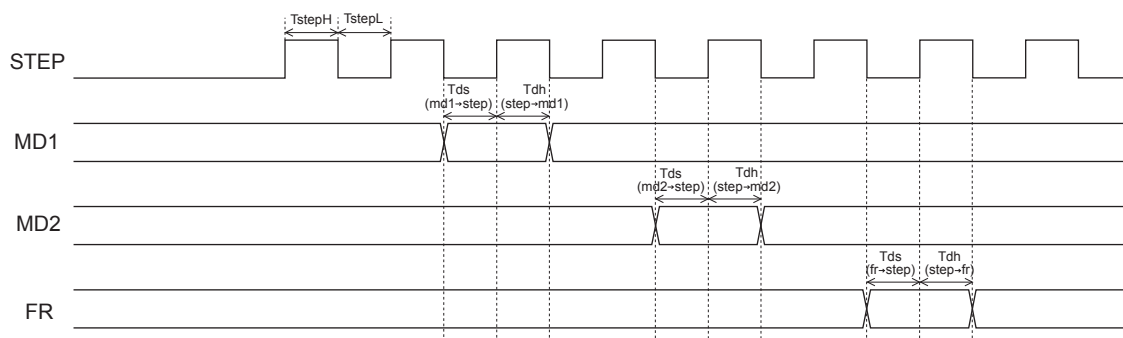 TstepH TstepL
STEP
Tds Tdh
(md1→step) (step→md1)
MD1
Tds Tdh
(md2→step) (step→md2)
MD2
Tds Tdh
(fr→step) (step→fr)
FR